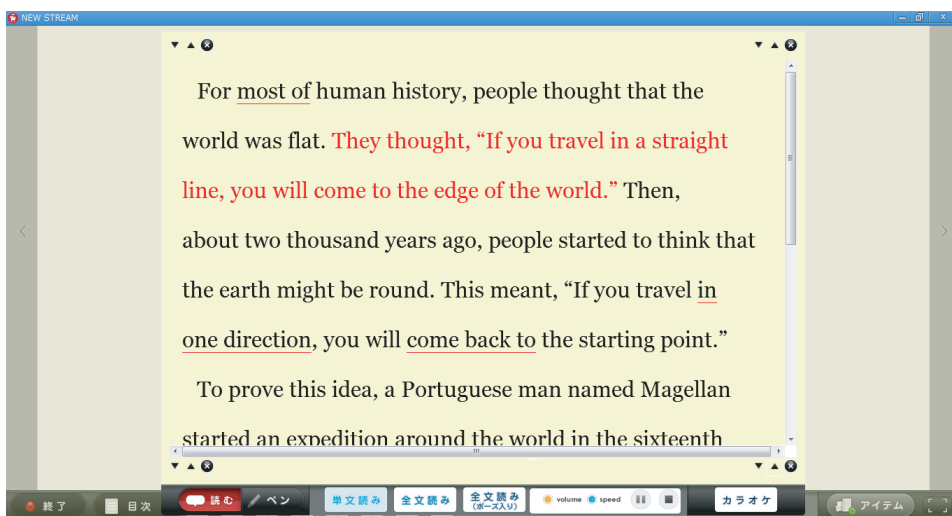 NEW STREAM
For most of human history, people thought that the
world was flat. They thought, “If you travel in a straight
line, you will come to the edge of the world.” Then,
about two thousand years ago, people started to think that
the earth might be round. This meant, “If you travel in
one direction, you will come back to the starting point.”
To prove this idea, a Portuguese man named Magellan
started an expedition around the world in the sixteenth
終了
目次
読む
ペン
単文読み
全文読み
全文読み
(ポーズ入り)
volume
speed
カラオケ
アイテム